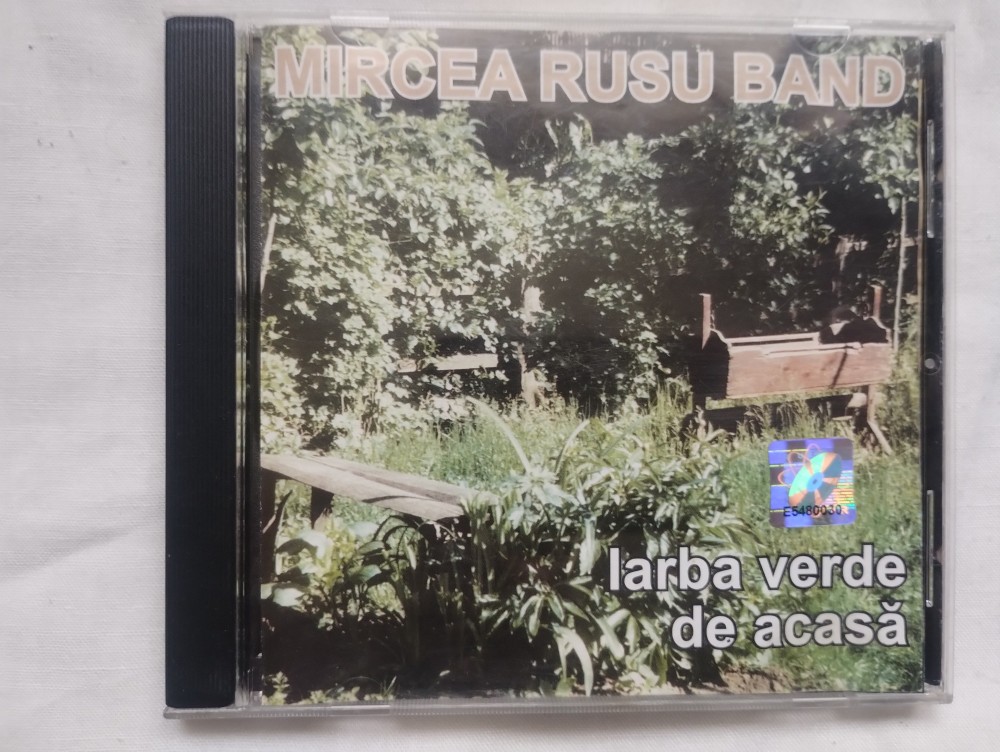 MIRCEA RUSU BAND
E5480030
Iarba verde
de acasă